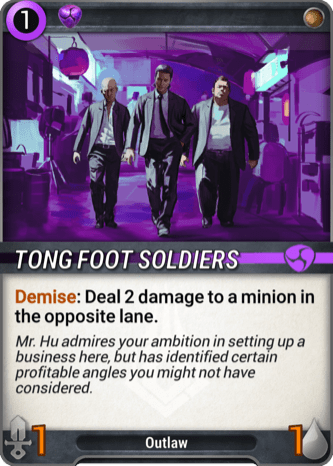 1
TONG FOOT SOLDIERS
Demise: Deal 2 damage to a minion in
the opposite lane.
Mr. Hu admires your ambition in setting up a
business here, but has identified certain
profitable angles you might not have
considered.
1 Outlaw 1